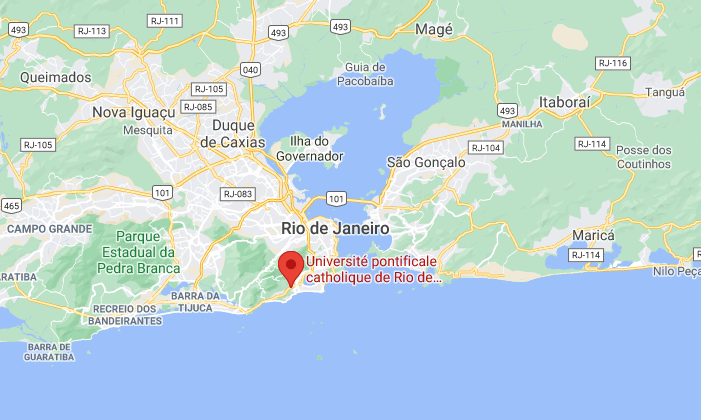 RJ-111
493
RJ-113
493
493
Magé
RJ-116
040
Guia de
Pacobaíba
Queimados
RJ-105
Tanguá
Itaboraí
RJ-085
493
Nova Iguaçu
MANILHA
Mesquita
Duque
de Caxias
Ilha do
Governador
RJ-105
RJ-104
RJ-114
Posse dos
Coutinhos
São Gonçalo
101
RJ-083
101
465
CAMPO GRANDE
Rio de Janeiro
Parque
Estadual da
Pedra Branca
Maricá
RJ-114
Université pontificale
catholique de Rio de...
Nilo Peça
ARATIBA
BARRA DA
TIJUCA
RECREIO DOS
BANDEIRANTES
BARRA DE
GUARATIBA